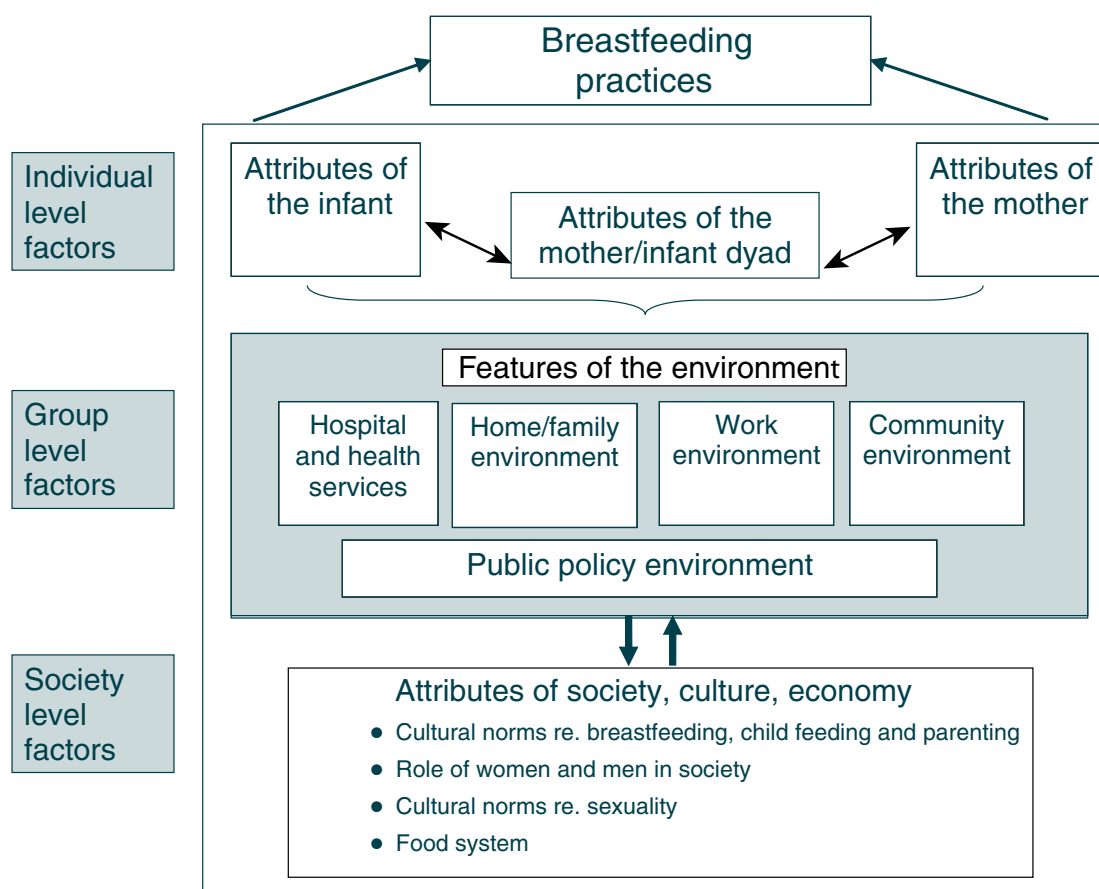 Breastfeeding
practices
Individual
level
factors
Attributes of
the infant
Attributes of the
mother/infant dyad
Attributes of
the mother
Group
level
factors
Features of the environment
Hospital
and health
services
Home/family
environment
Work
environment
Community
environment
Public policy environment
Society
level
factors
Attributes of society, culture, economy
● Cultural norms re. breastfeeding, child feeding and parenting
● Role of women and men in society
● Cultural norms re. sexuality
● Food system